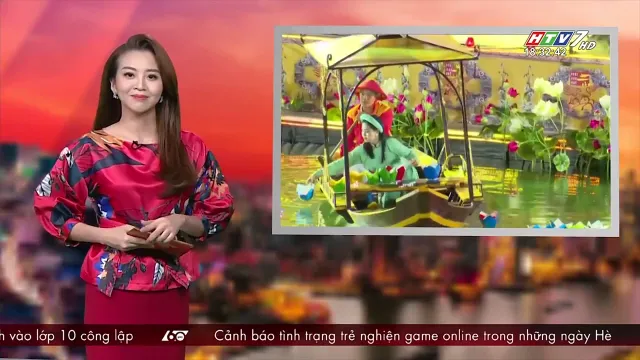 HTV7 HD
18:32:42
h vào lớp 10 công lập 60 Cảnh báo tình trạng trẻ nghiện game online trong những ngày Hè